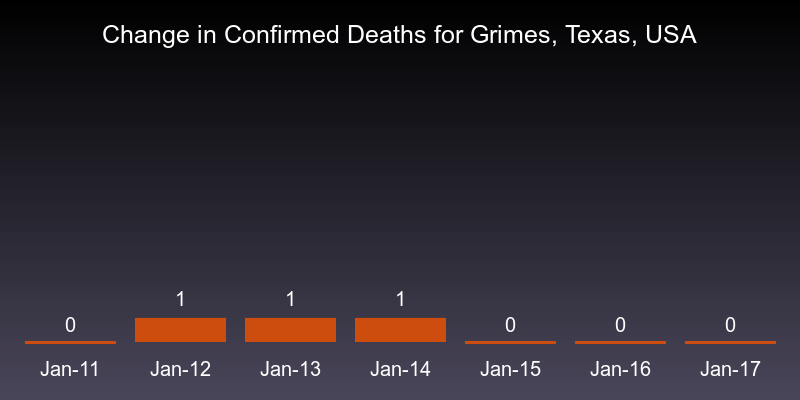 Change in Confirmed Deaths for Grimes, Texas, USA
0 1 1 1 0 0 0
Jan-11 Jan-12 Jan-13 Jan-14 Jan-15 Jan-16 Jan-17